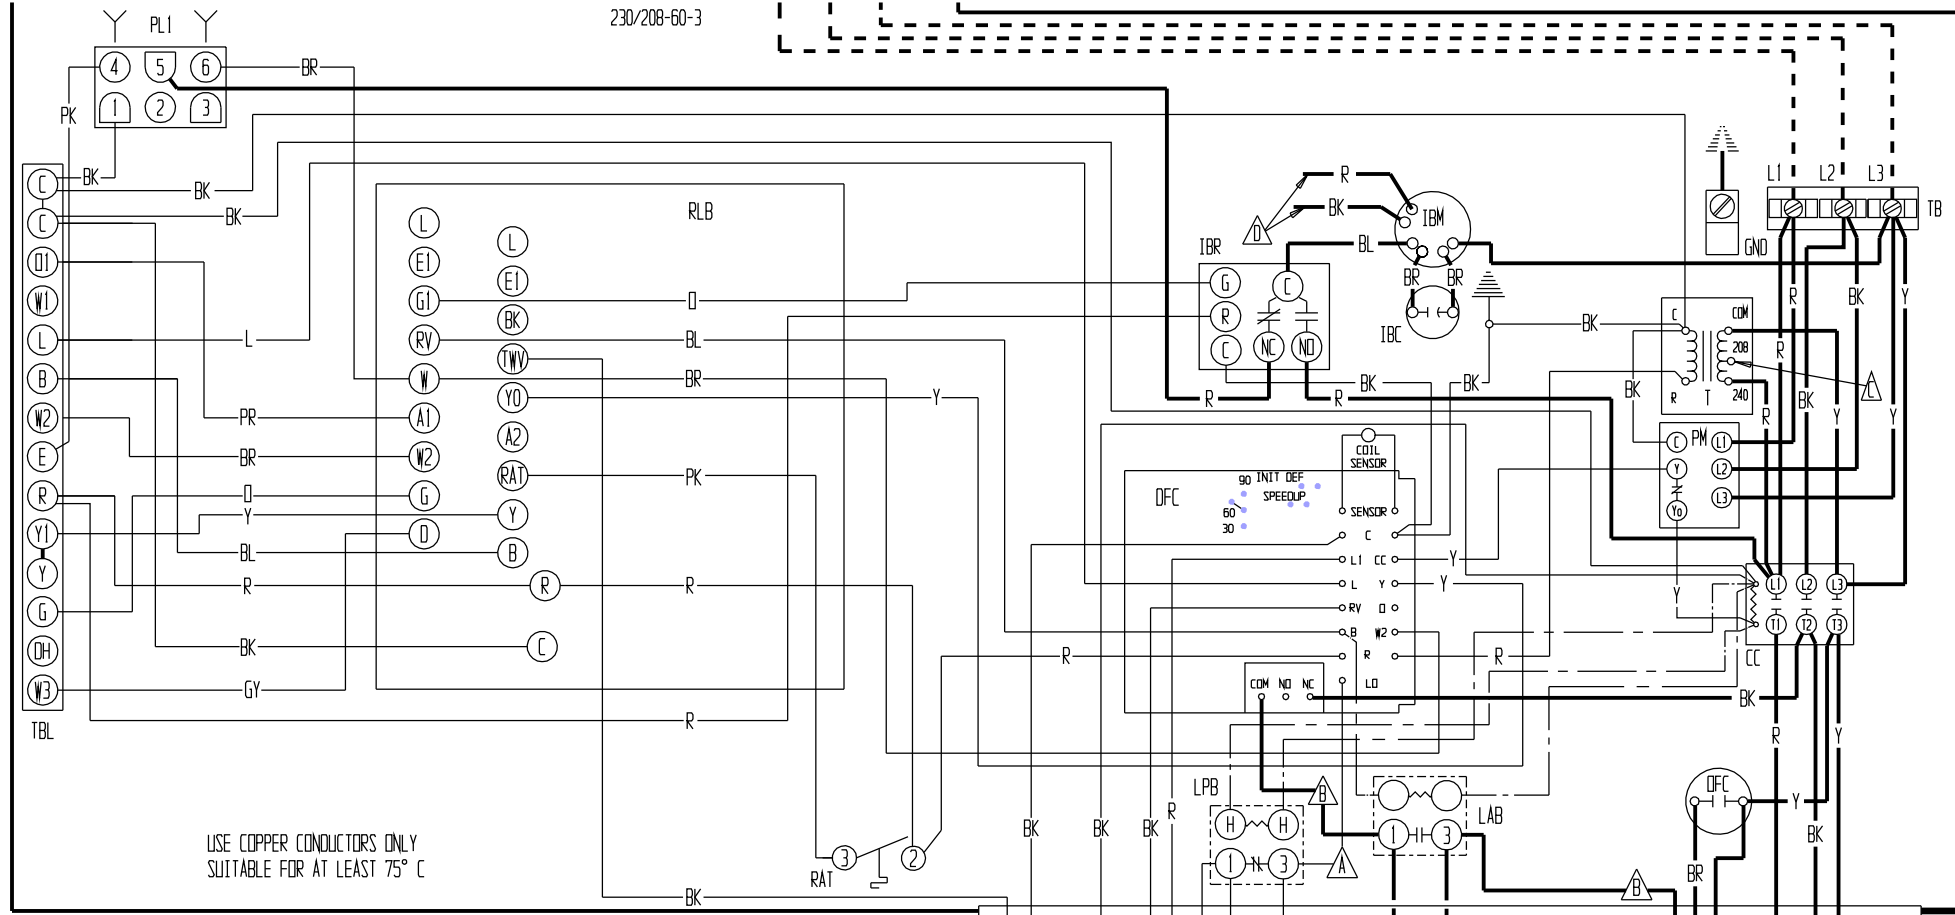 230/208-60-3
PL1
4 5 6
BR
1 2 3
PK
BK
BK
BK
C
C
O1
W1
L
B
W2
E
R
Y1
Y
G
OH
W3
TBL
L
PR
BR
O
Y
BL
R
BK
GY
RLB
L
E1
G1
RV
W
A1
W2
G
D
L
E1
BK
TWV
YO
A2
RAT
Y
B
R
C
O
BL
BR
Y
PK
R
R
BK
RAT
3 2
USE COPPER CONDUCTORS ONLY
SUITABLE FOR AT LEAST 75° C
R
BK
D
IBM
BL
IBR
G
R
C
C
NC NO
BR BR
IBC
BK
R R
BK
BK
COIL
SENSOR
DFC
90 INIT DEF
SPEEDUP
60
30
SENSOR
C
L1 CC
L Y
RV O
B W2
R
LO
COM NO NC
Y
Y
R
R
BK
LPB
H H
1 3
B
A
LAB
1 3
BK BK BK R
B
L1 L2 L3
TB
GND
R BK Y
C COM
208
240
R T
C
BK
R
R
BK
Y
Y
PM
C L1
Y L2
L3
YO
Y
L1 L2 L3
T1 T2 T3
CC
R Y
DFC
Y
BK
BR